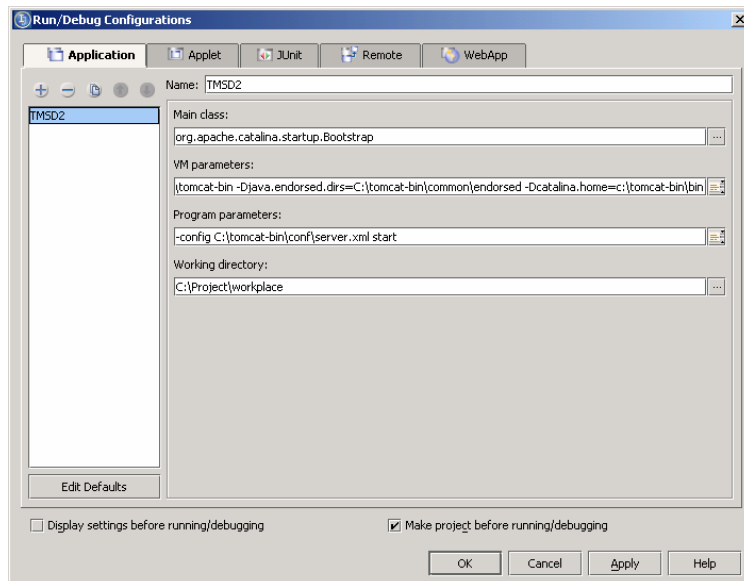 Run/Debug Configurations
Application Applet JUnit Remote WebApp
Name: TMSD2
TMSD2
Main class:
org.apache.catalina.startup.Bootstrap ...
VM parameters:
\tomcat-bin -Djava.endorsed.dirs=C:\tomcat-bin\common\endorsed -Dcatalina.home=c:\tomcat-bin\bin
Program parameters:
-config C:\tomcat-bin\conf\server.xml start
Working directory:
C:\Project\workplace ...
Edit Defaults
Display settings before running/debugging Make project before running/debugging
OK Cancel Apply Help